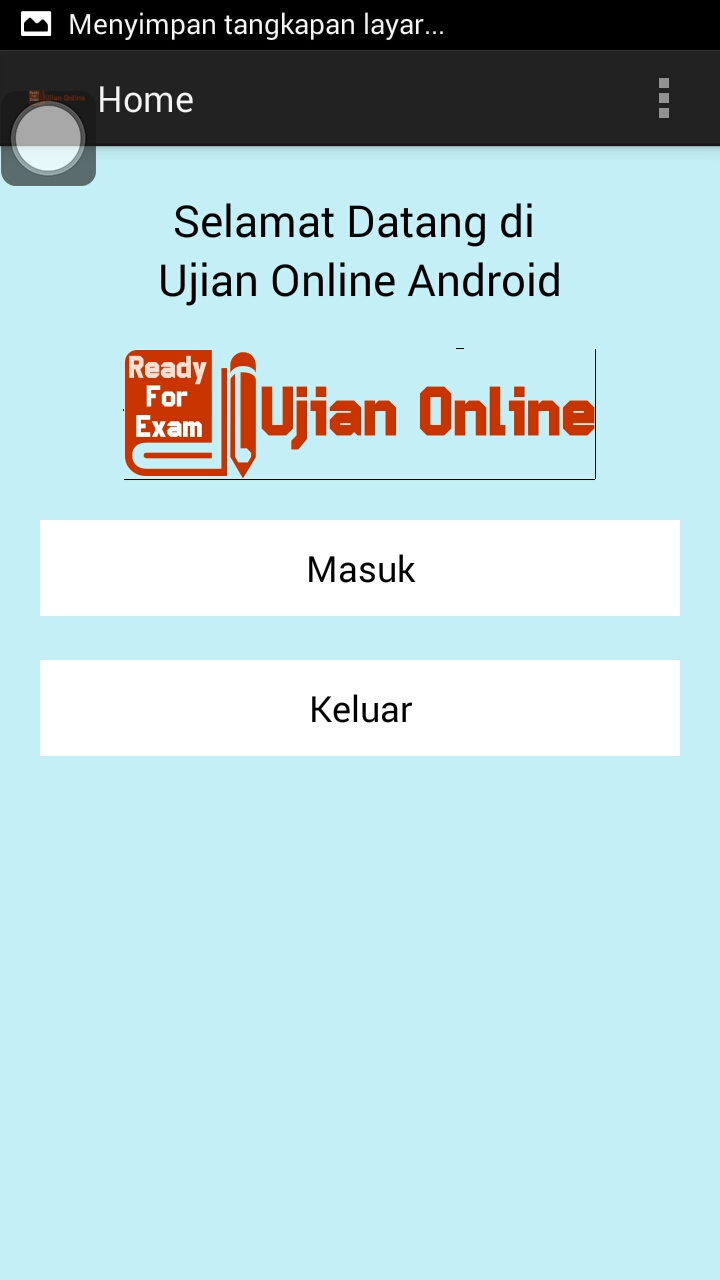 Menyimpan tangkapan layar...
Home
Selamat Datang di
Ujian Online Android
Ready
For
Exam
Ujian Online
Masuk
Keluar